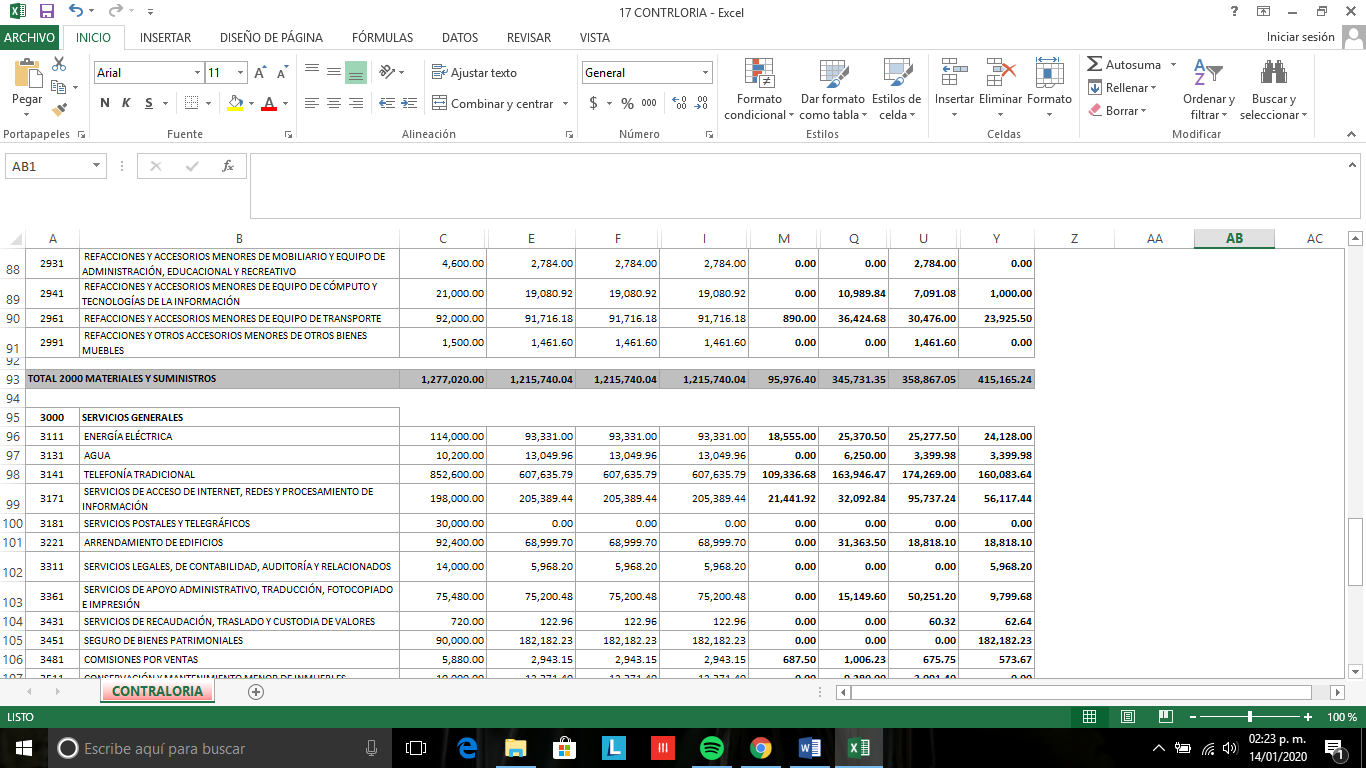 17 CONTRLORIA - Excel
ARCHIVO INICIO INSERTAR DISEÑO DE PÁGINA FÓRMULAS DATOS REVISAR VISTA Iniciar sesión
Arial 11 Ajustar texto General Autosuma
Pegar N K S A Combinar y centrar $ % 000 Rellenar
Formato condicional Dar formato como tabla Estilos de celda Insertar Eliminar Formato Borrar Ordenar y filtrar Buscar y seleccionar
Portapapeles Fuente Alineación Número Estilos Celdas Modificar
AB1 fx
A B C E F I M Q U Y Z AA AB AC
88 2931 REFACCIONES Y ACCESORIOS MENORES DE MOBILIARIO Y EQUIPO DE 4,600.00 2,784.00 2,784.00 2,784.00 0.00 0.00 2,784.00 0.00
ADMINISTRACIÓN, EDUCACIONAL Y RECREATIVO
89 2941 REFACCIONES Y ACCESORIOS MENORES DE EQUIPO DE CÓMPUTO Y 21,000.00 19,080.92 19,080.92 19,080.92 0.00 10,989.84 7,091.08 1,000.00
TECNOLOGÍAS DE LA INFORMACIÓN
90 2961 REFACCIONES Y ACCESORIOS MENORES DE EQUIPO DE TRANSPORTE 92,000.00 91,716.18 91,716.18 91,716.18 890.00 36,424.68 30,476.00 23,925.50
91 2991 REFACCIONES Y OTROS ACCESORIOS MENORES DE OTROS BIENES 1,500.00 1,461.60 1,461.60 1,461.60 0.00 0.00 1,461.60 0.00
MUEBLES
92
93 TOTAL 2000 MATERIALES Y SUMINISTROS 1,277,020.00 1,215,740.04 1,215,740.04 1,215,740.04 95,976.40 345,731.35 358,867.05 415,165.24
94
95 3000 SERVICIOS GENERALES
96 3111 ENERGÍA ELÉCTRICA 114,000.00 93,331.00 93,331.00 93,331.00 18,555.00 25,370.50 25,277.50 24,128.00
97 3131 AGUA 10,200.00 13,049.96 13,049.96 13,049.96 0.00 6,250.00 3,399.98 3,399.98
98 3141 TELEFONÍA TRADICIONAL 852,600.00 607,635.79 607,635.79 607,635.79 109,336.68 163,946.47 174,269.00 160,083.64
99 3171 SERVICIOS DE ACCESO DE INTERNET, REDES Y PROCESAMIENTO DE 198,000.00 205,389.44 205,389.44 205,389.44 21,441.92 32,092.84 95,737.24 56,117.44
INFORMACIÓN
100 3181 SERVICIOS POSTALES Y TELEGRÁFICOS 30,000.00 0.00 0.00 0.00 0.00 0.00 0.00 0.00
101 3221 ARRENDAMIENTO DE EDIFICIOS 92,400.00 68,999.70 68,999.70 68,999.70 0.00 31,363.50 18,818.10 18,818.10
102 3311 SERVICIOS LEGALES, DE CONTABILIDAD, AUDITORÍA Y RELACIONADOS 14,000.00 5,968.20 5,968.20 5,968.20 0.00 0.00 0.00 5,968.20
103 3361 SERVICIOS DE APOYO ADMINISTRATIVO, TRADUCCIÓN, FOTOCOPIADO 75,480.00 75,200.48 75,200.48 75,200.48 0.00 15,149.60 50,251.20 9,799.68
E IMPRESIÓN
104 3431 SERVICIOS DE RECAUDACIÓN, TRASLADO Y CUSTODIA DE VALORES 720.00 122.96 122.96 122.96 0.00 0.00 60.32 62.64
105 3451 SEGURO DE BIENES PATRIMONIALES 90,000.00 182,182.23 182,182.23 182,182.23 0.00 0.00 0.00 182,182.23
106 3481 COMISIONES POR VENTAS 5,880.00 2,943.15 2,943.15 2,943.15 687.50 1,006.23 675.75 573.67
107 3511 CONSERVACIÓN Y MANTENIMIENTO MENOR DE INMUEBLES
CONTRALORIA
LISTO 100 %
Escribe aquí para buscar 02:23 p. m.
14/01/2020 1